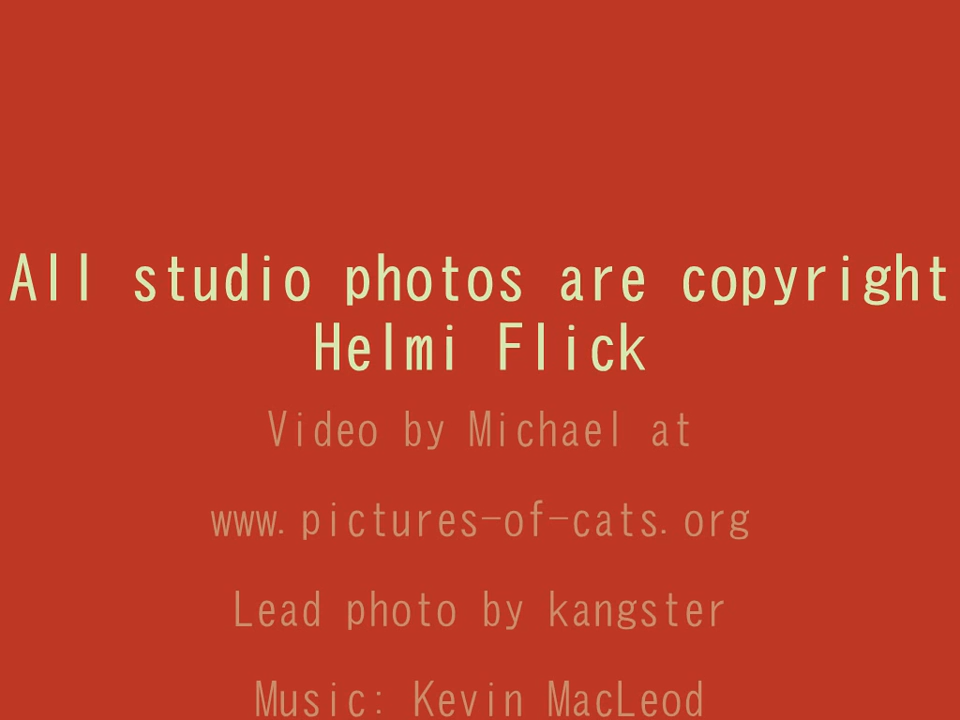 All studio photos are copyright
Helmi Flick
Video by Michael at
www.pictures-of-cats.org
Lead photo by kangster
Music: Kevin MacLeod